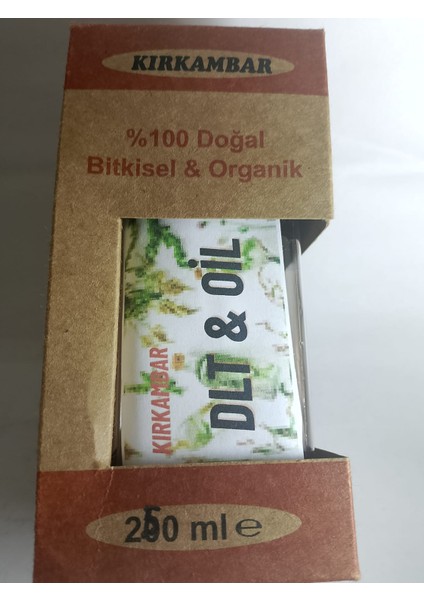 KIRKAMBAR
%100 Doğal
Bitkisel & Organik
KIRKAMBAR
DLT & OİL
250 ml e